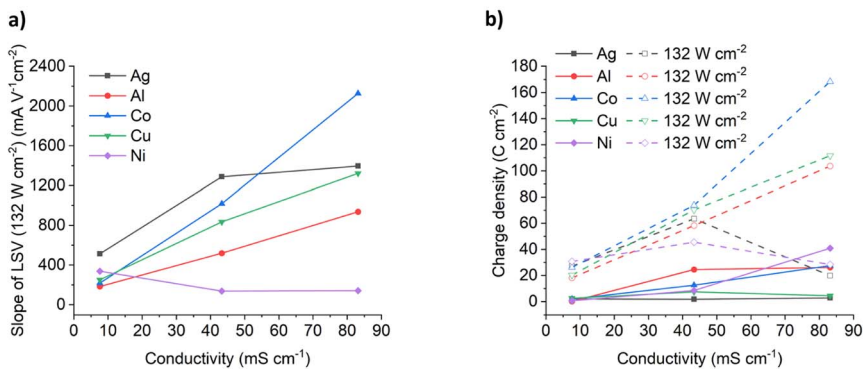 a)
Slope of LSV (132 W cm⁻²) (mA V⁻¹cm⁻²)
2400
2000
1600
1200
800
400
0
Ag
Al
Co
Cu
Ni
0 10 20 30 40 50 60 70 80 90
Conductivity (mS cm⁻¹)
b)
Charge density (C cm⁻²)
180
160
140
120
100
80
60
40
20
0
Ag 132 W cm⁻²
Al 132 W cm⁻²
Co 132 W cm⁻²
Cu 132 W cm⁻²
Ni 132 W cm⁻²
0 10 20 30 40 50 60 70 80 90
Conductivity (mS cm⁻¹)